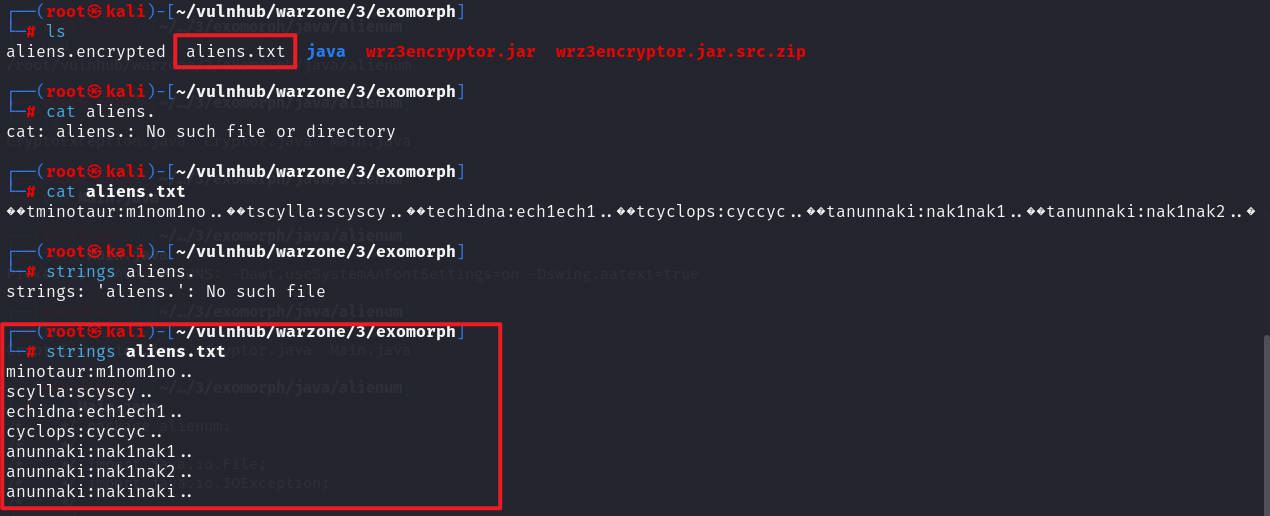 ┌──(root㉿kali)-[~/vulnhub/warzone/3/exomorph]
└─# ls
aliens.encrypted aliens.txt java wrz3encryptor.jar wrz3encryptor.jar.src.zip
┌──(root㉿kali)-[~/vulnhub/warzone/3/exomorph]
└─# cat aliens.
cat: aliens.: No such file or directory
┌──(root㉿kali)-[~/vulnhub/warzone/3/exomorph]
└─# cat aliens.txt
��tminotaur:m1nom1no..��tscylla:scyscy..��techidna:ech1ech1..��tcyclops:cyccyc..��tanunnaki:nak1nak1..��tanunnaki:nak1nak2..�
┌──(root㉿kali)-[~/vulnhub/warzone/3/exomorph]
└─# strings aliens.
strings: 'aliens.': No such file
┌──(root㉿kali)-[~/vulnhub/warzone/3/exomorph]
└─# strings aliens.txt
minotaur:m1nom1no..
scylla:scyscy..
echidna:ech1ech1..
cyclops:cyccyc..
anunnaki:nak1nak1..
anunnaki:nak1nak2..
anunnaki:nakinaki..